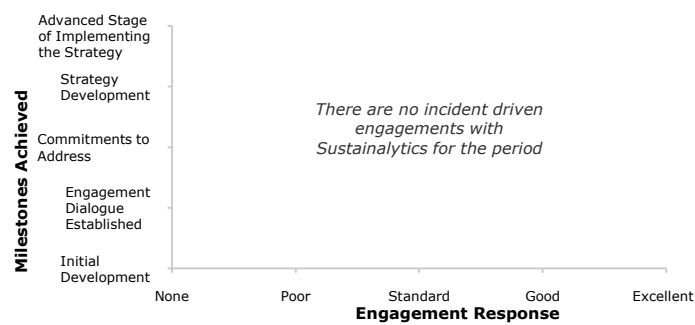 Advanced Stage
of Implementing
the Strategy
Strategy
Development
Commitments to
Address
Engagement
Dialogue
Established
Initial
Development
Milestones Achieved
There are no incident driven
engagements with
Sustainalytics for the period
None
Poor
Standard
Good
Excellent
Engagement Response